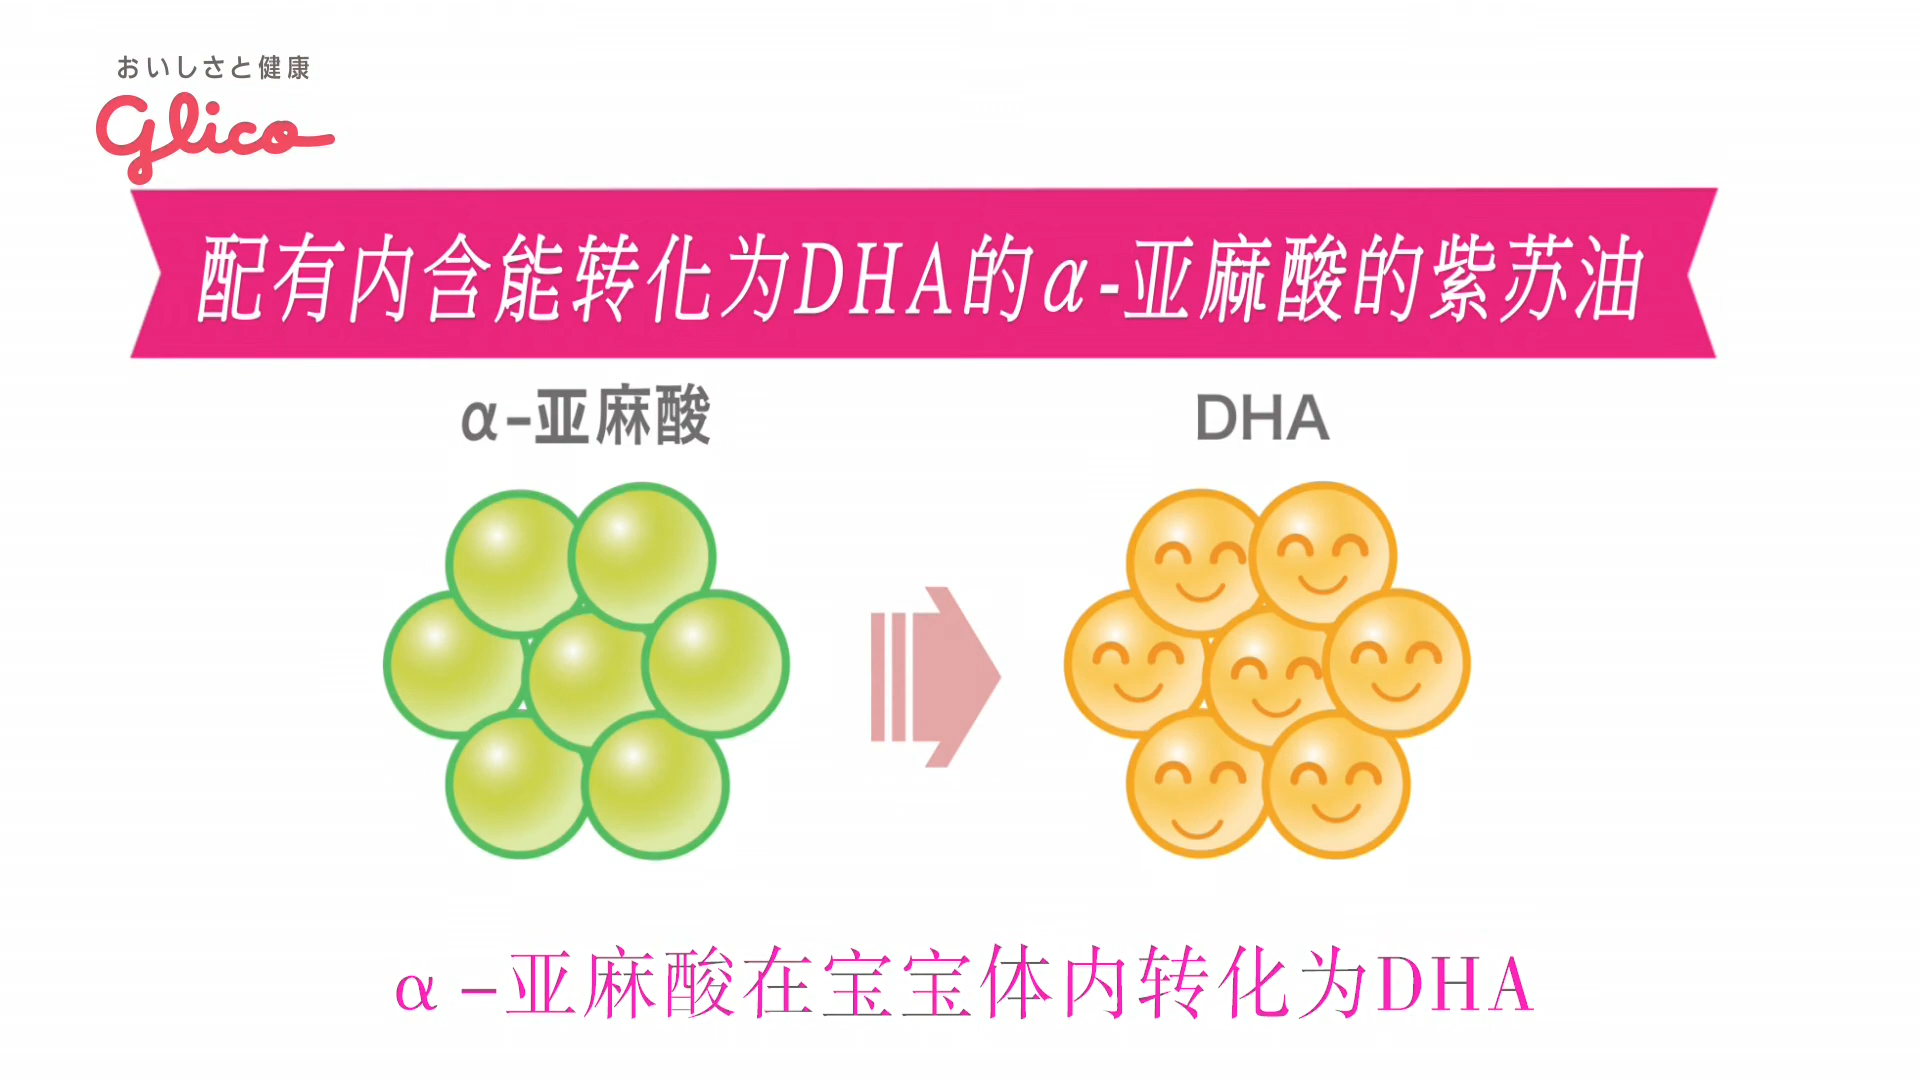 おいしさと健康
Glico
配有内含能转化为DHA的α-亚麻酸的紫苏油
α-亚麻酸
DHA
α-亚麻酸在宝宝体内转化为DHA